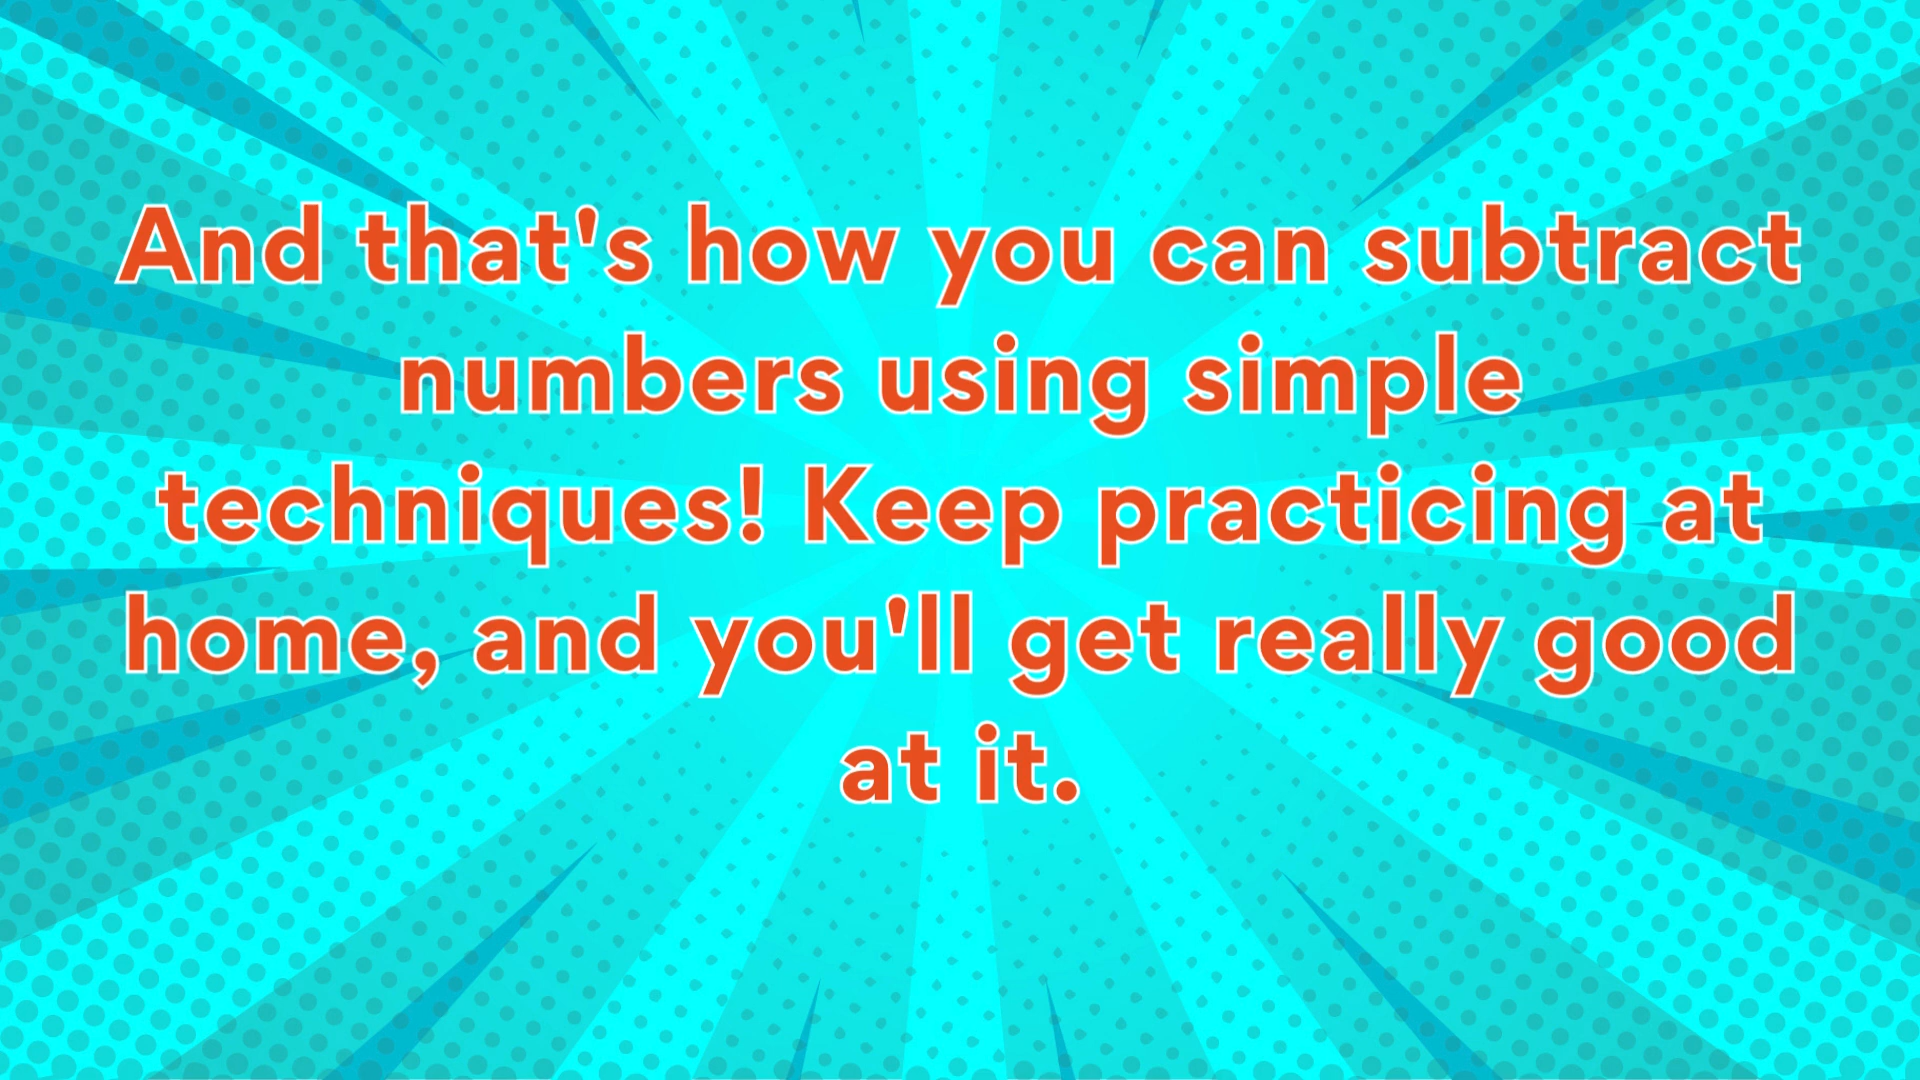 And that's how you can subtract
numbers using simple
techniques! Keep practicing at
home, and you'll get really good
at it.